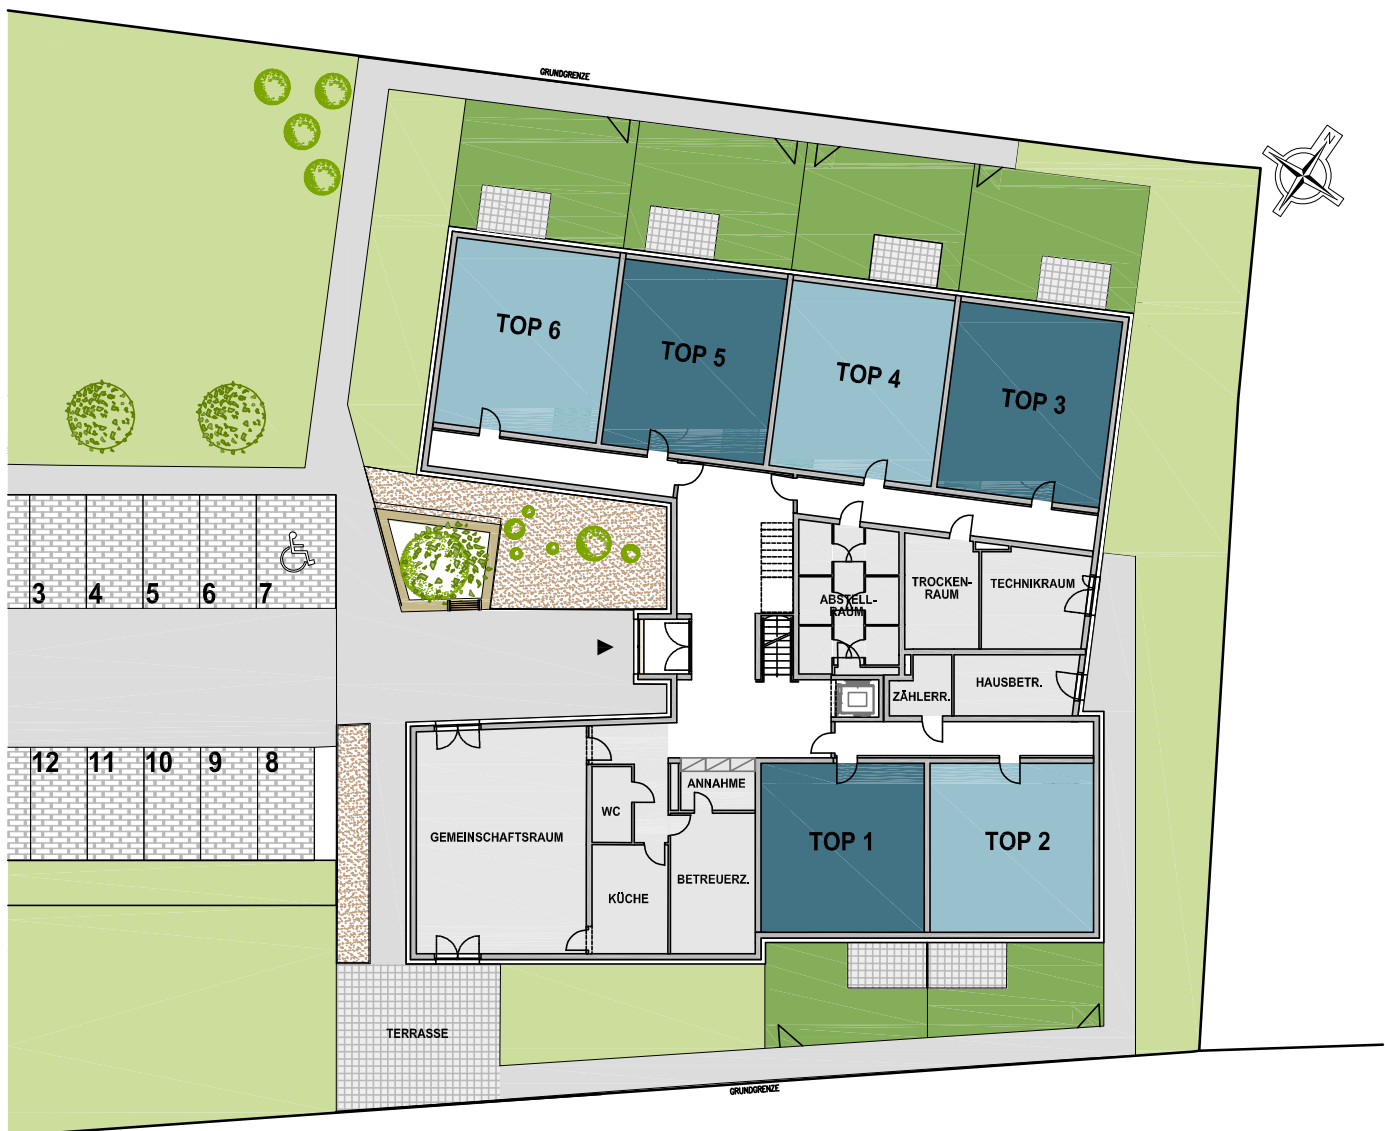 GRUNDGRENZE
N
TOP 6
TOP 5
TOP 4
TOP 3
3
4
5
6
7
ABSTELL-
RAUM
TROCKEN-
RAUM
TECHNIKRAUM
ZÄHLERR.
HAUSBETR.
12
11
10
9
8
GEMEINSCHAFTSRAUM
WC
ANNAHME
KÜCHE
BETREUERZ.
TOP 1
TOP 2
TERRASSE
GRUNDGRENZE